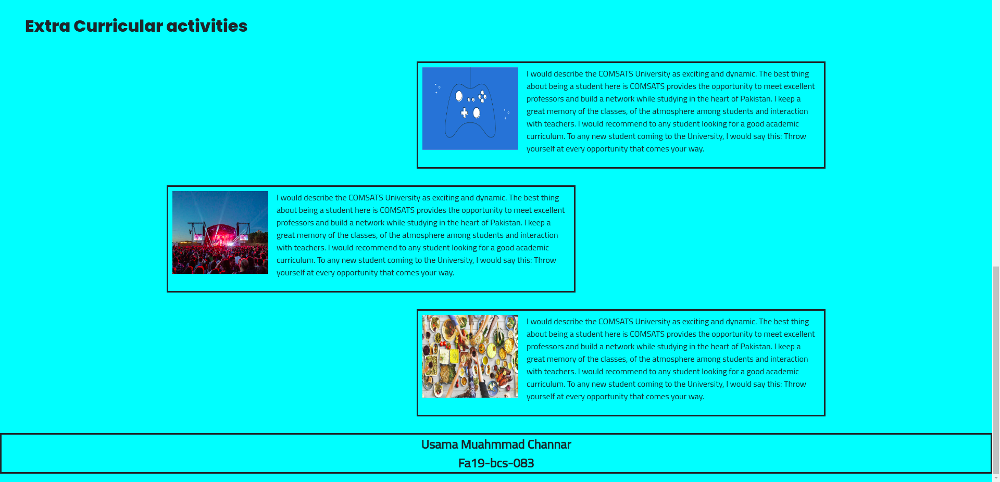 Extra Curricular activities
I would describe the COMSATS University as exciting and dynamic. The best thing
about being a student here is COMSATS provides the opportunity to meet excellent
professors and build a network while studying in the heart of Pakistan. I keep a
great memory of the classes, of the atmosphere among students and interaction
with teachers. I would recommend to any student looking for a good academic
curriculum. To any new student coming to the University, I would say this: Throw
yourself at every opportunity that comes your way.
I would describe the COMSATS University as exciting and dynamic. The best thing
about being a student here is COMSATS provides the opportunity to meet excellent
professors and build a network while studying in the heart of Pakistan. I keep a
great memory of the classes, of the atmosphere among students and interaction
with teachers. I would recommend to any student looking for a good academic
curriculum. To any new student coming to the University, I would say this: Throw
yourself at every opportunity that comes your way.
I would describe the COMSATS University as exciting and dynamic. The best thing
about being a student here is COMSATS provides the opportunity to meet excellent
professors and build a network while studying in the heart of Pakistan. I keep a
great memory of the classes, of the atmosphere among students and interaction
with teachers. I would recommend to any student looking for a good academic
curriculum. To any new student coming to the University, I would say this: Throw
yourself at every opportunity that comes your way.
Usama Muahmmad Channar
Fa19-bcs-083